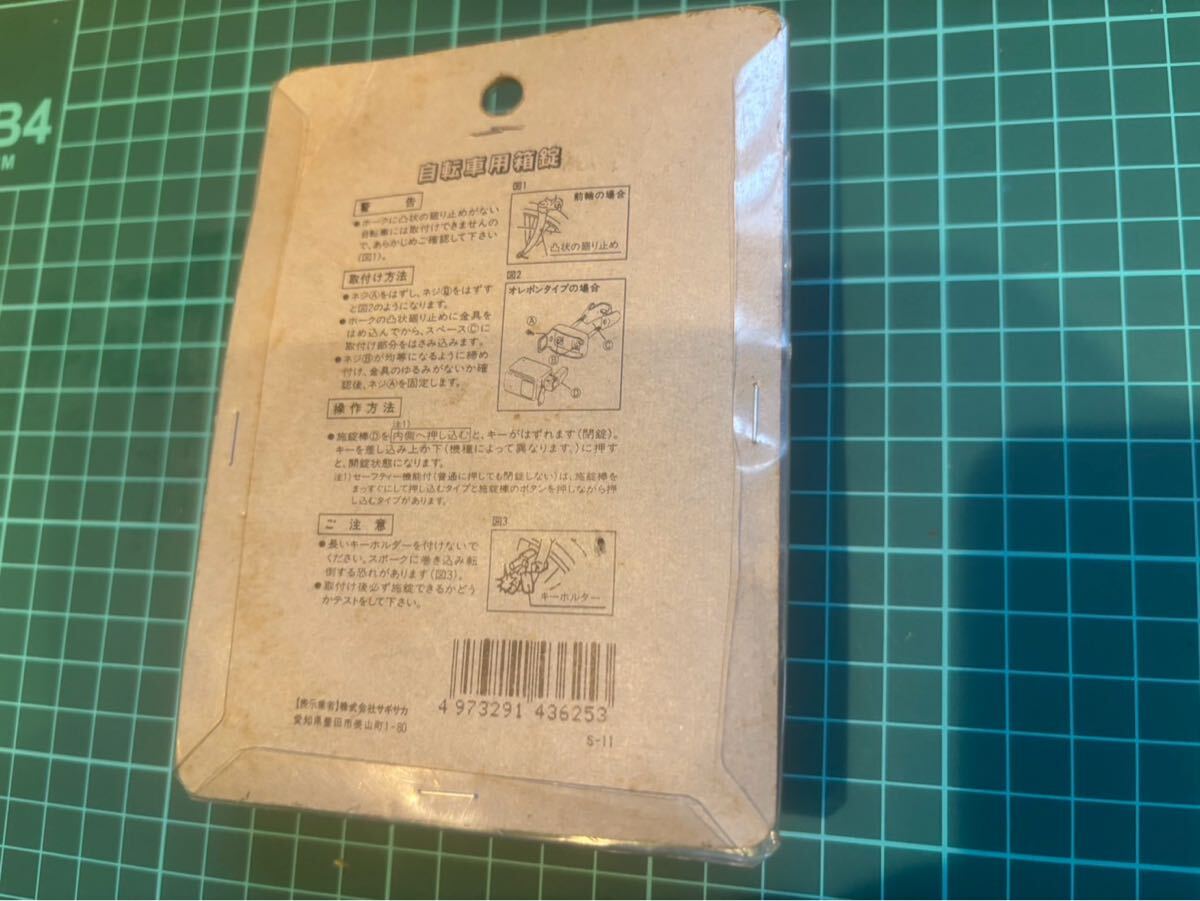 B4
自転車用箱錠
警告
●ホークに凸状の廻り止めがない
自転車には取付けできませんの
で、あらかじめご確認して下さい
(図1)。
図1
前輪の場合
凸状の廻り止め
取付け方法
●ネジⒶをはずし、ネジⒷをはずす
と図2のようになります。
●ホークの凸状廻り止めに金具を
はめ込んでから、スペースⒸに
取付け部分をはさみ込みます。
●ネジⒷが均等になるように締め
付け、金具のゆるみがないか確
認後、ネジⒶを固定します。
図2
オレボンタイプの場合
Ⓐ
Ⓑ
Ⓒ
Ⓓ
操作方法
注1)
●施錠棒Ⓓを内側へ押し込むと、キーがはずれます(閉錠)。
キーを差し込み上か下(機種によって異なります。)に押す
と、開錠状態になります。
注1)セーフティー機能付(普通に押しても閉錠しない)は、施錠棒を
まっすぐにして押し込むタイプと施錠棒のボタンを押しながら押
し込むタイプがあります。
ご注意
●長いキーホルダーを付けないで
ください。スポークに巻き込み転
倒する恐れがあります(図3)。
●取付け後必ず施錠できるかどう
かテストをして下さい。
図3
キーホルダー
【表示業者】株式会社サギサカ
愛知県豊田市美山町1-80
4 973291 436253
S-11